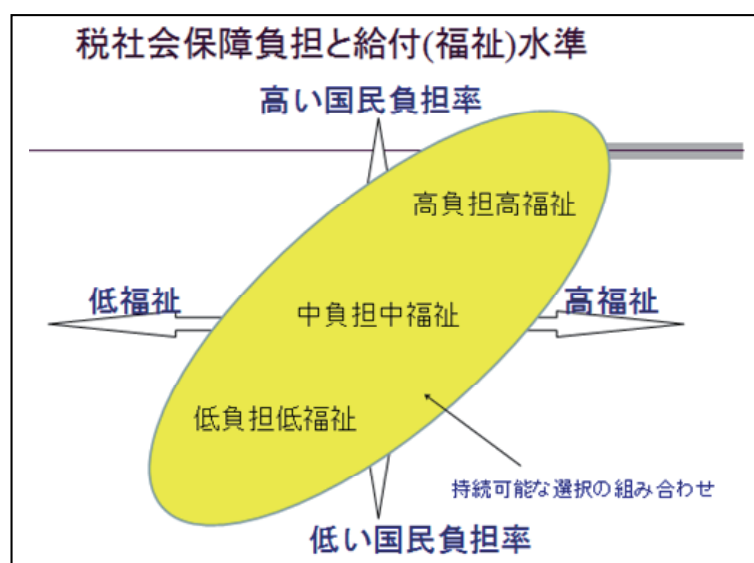 税社会保障負担と給付(福祉)水準
高い国民負担率
高負担高福祉
低福祉
高福祉
中負担中福祉
低負担低福祉
持続可能な選択の組み合わせ
低い国民負担率